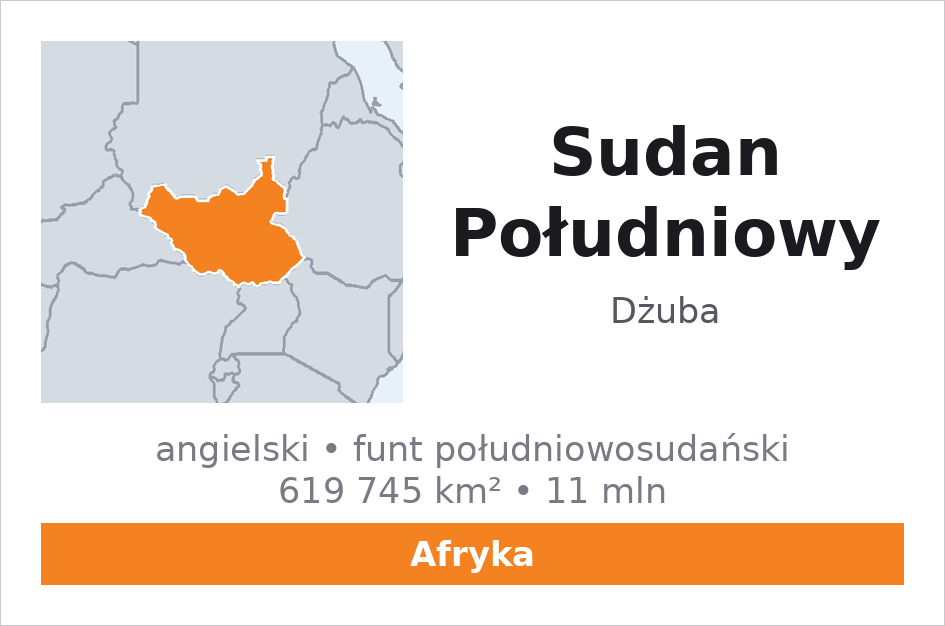 Sudan
Południowy
Dżuba
angielski • funt południowosudański
619 745 km² • 11 mln
Afryka